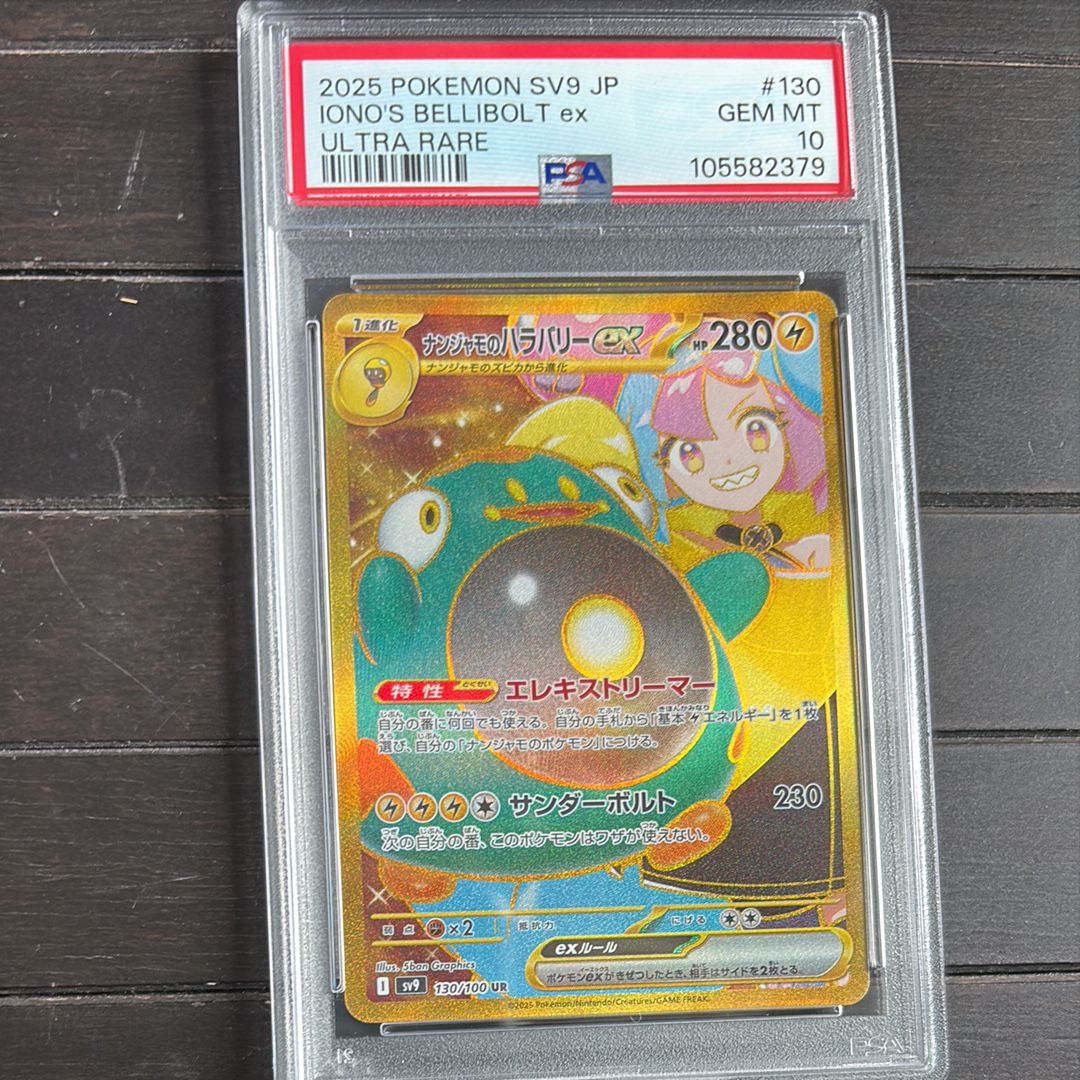 2025 POKEMON SV9 JP #130
IONO'S BELLIBOLT ex GEM MT
ULTRA RARE 10
PSA 105582379
1進化 ナンジャモのハラバリーex HP280
ナンジャモのズピカから進化
特性 とくせい エレキストリーマー
自分の番に何回でも使える。自分の手札から「基本エネルギー」を1枚
選び、自分の「ナンジャモのポケモン」につける。
サンダーボルト 230
次の自分の番、このポケモンはワザが使えない。
弱点 ×2 抵抗力 にげる
exルール
ポケモンexがきぜつしたとき、相手はサイドを2枚とる。
Illus. 5ban Graphics
I sv9 130/100 UR
©2025 Pokémon/Nintendo/Creatures/GAME FREAK.
PSA